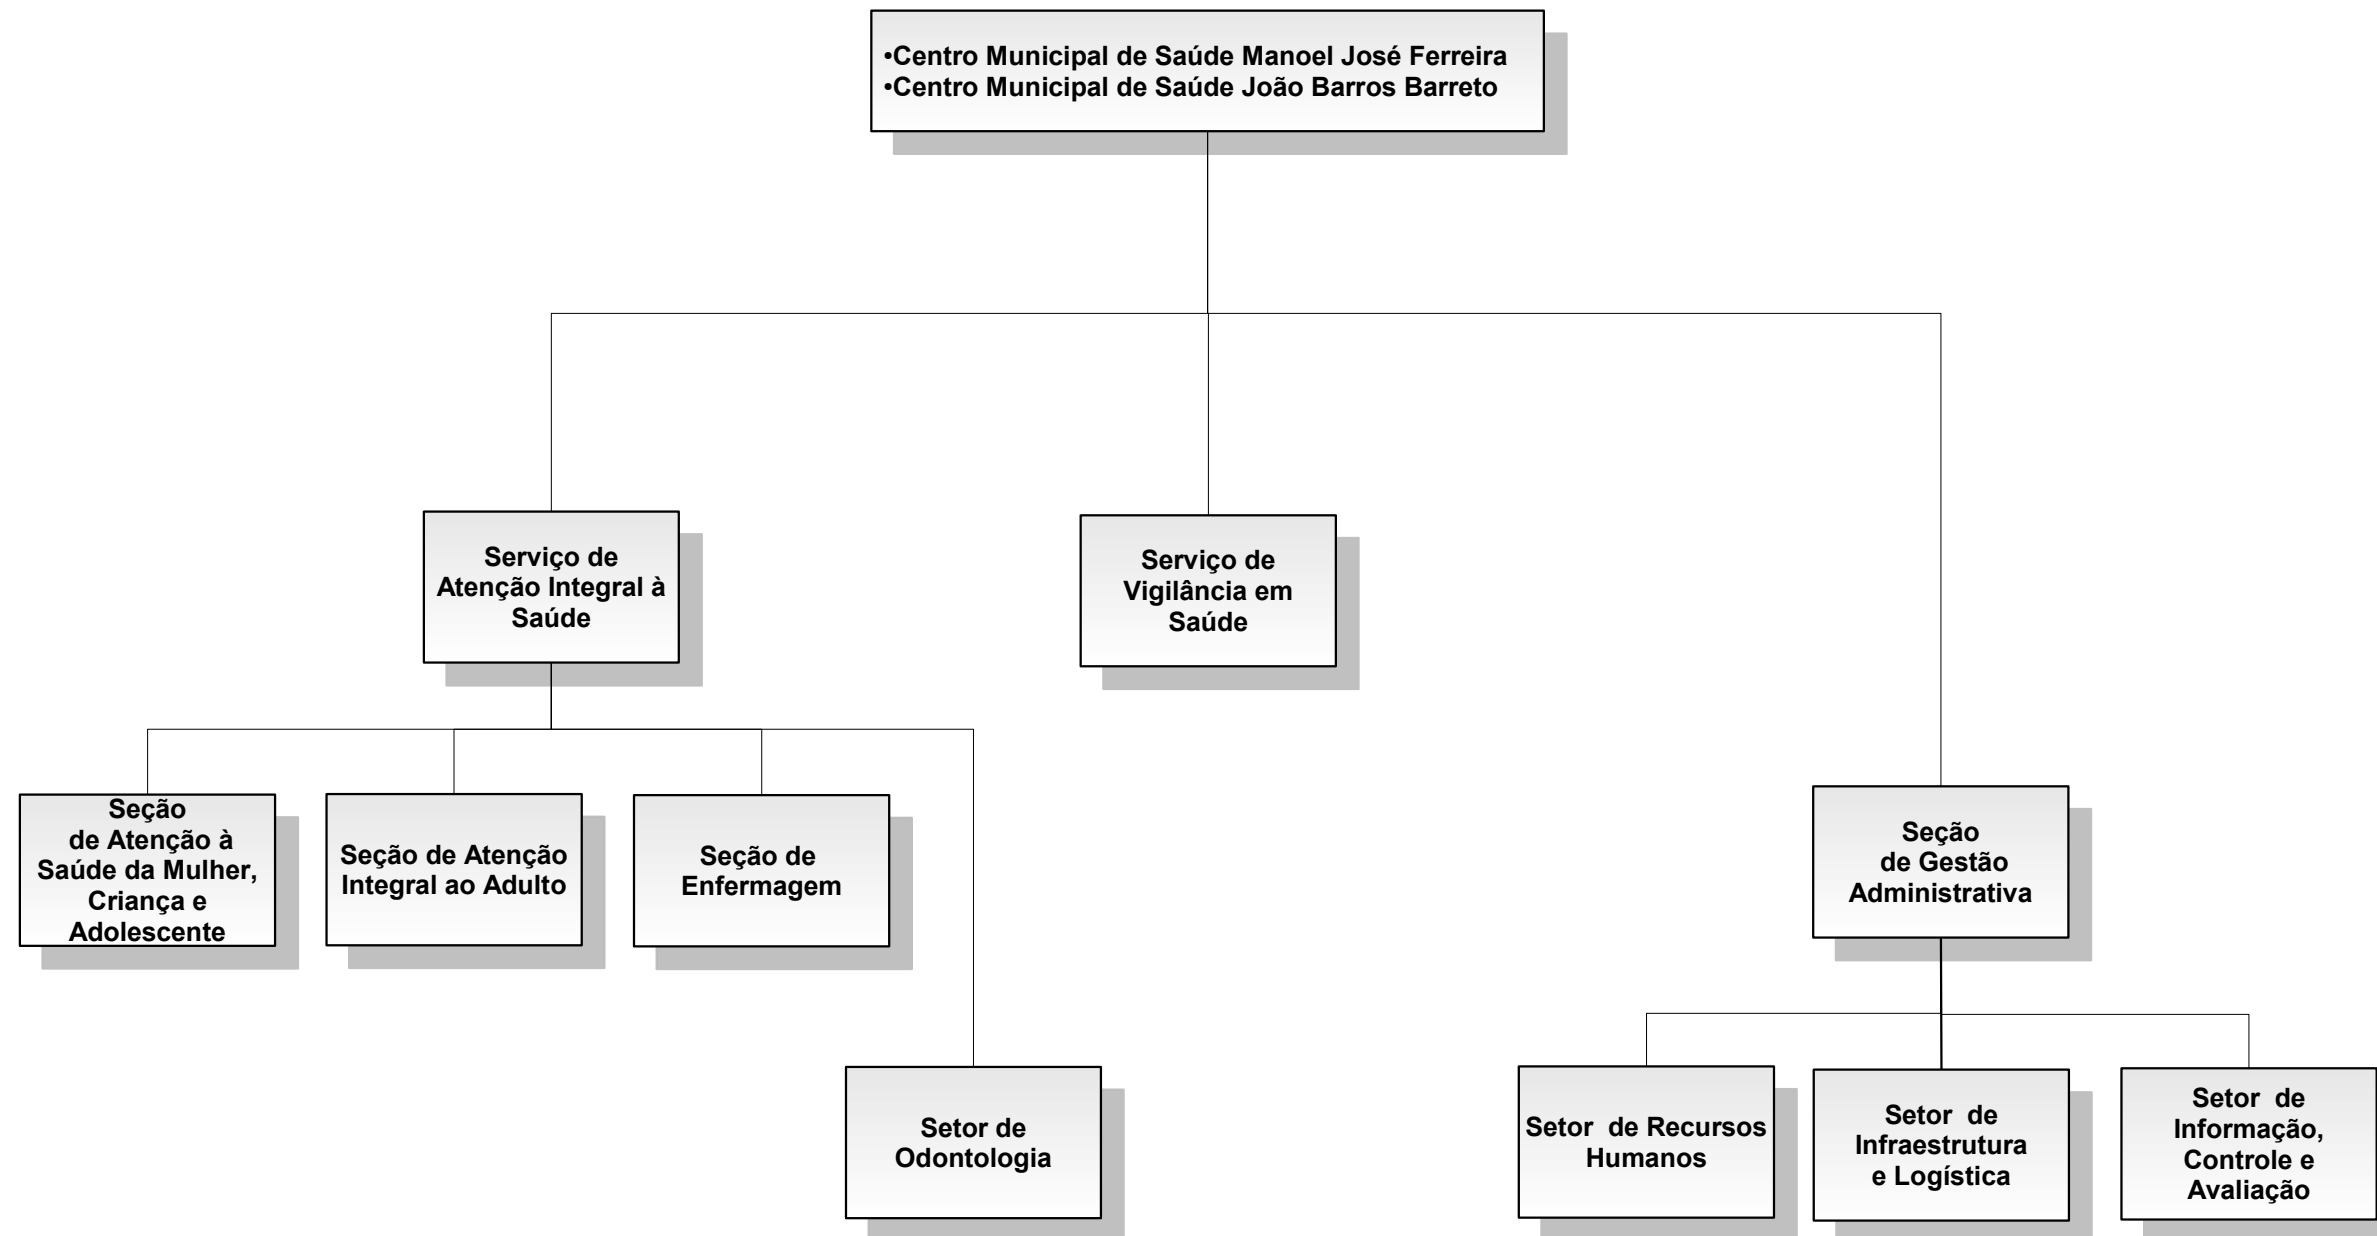 •Centro Municipal de Saúde Manoel José Ferreira
•Centro Municipal de Saúde João Barros Barreto
Serviço de
Atenção Integral à
Saúde
Serviço de
Vigilância em
Saúde
Seção
de Atenção à
Saúde da Mulher,
Criança e
Adolescente
Seção de Atenção
Integral ao Adulto
Seção de
Enfermagem
Seção
de Gestão
Administrativa
Setor de
Odontologia
Setor  de Recursos
Humanos
Setor  de
Infraestrutura
e Logística
Setor  de
Informação,
Controle e
Avaliação